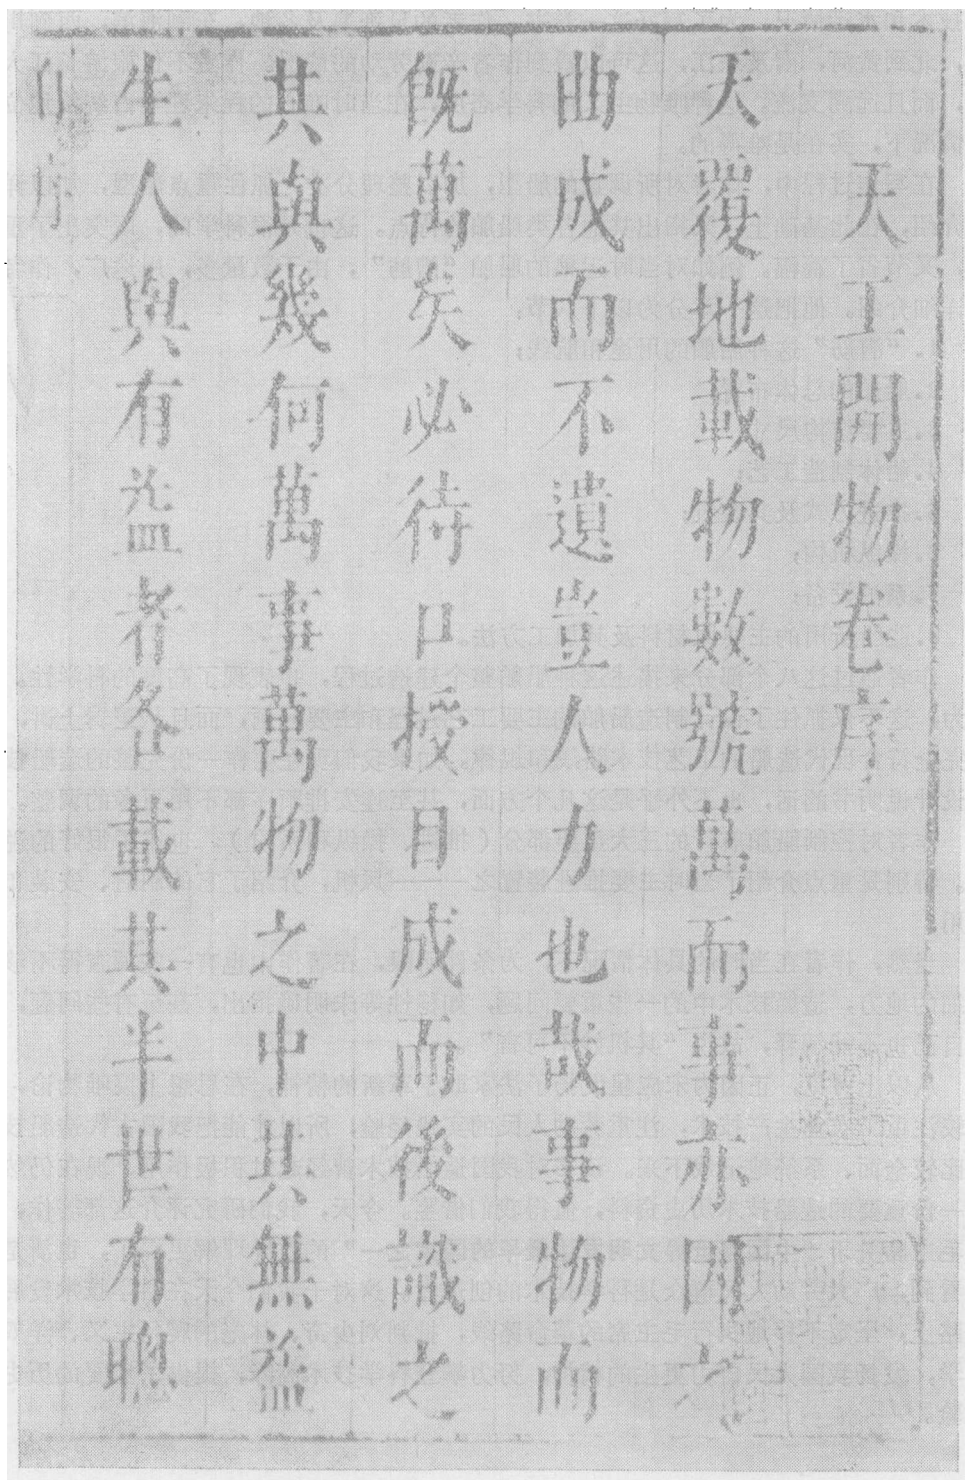 天工開物卷序
天覆地載物數號萬而事亦因之
曲成而不遺豈人力也哉事物而
旣萬矣必待口授目成而後識之
其與幾何萬事萬物之中其無益
生人與有益者各載其半世有聰
序